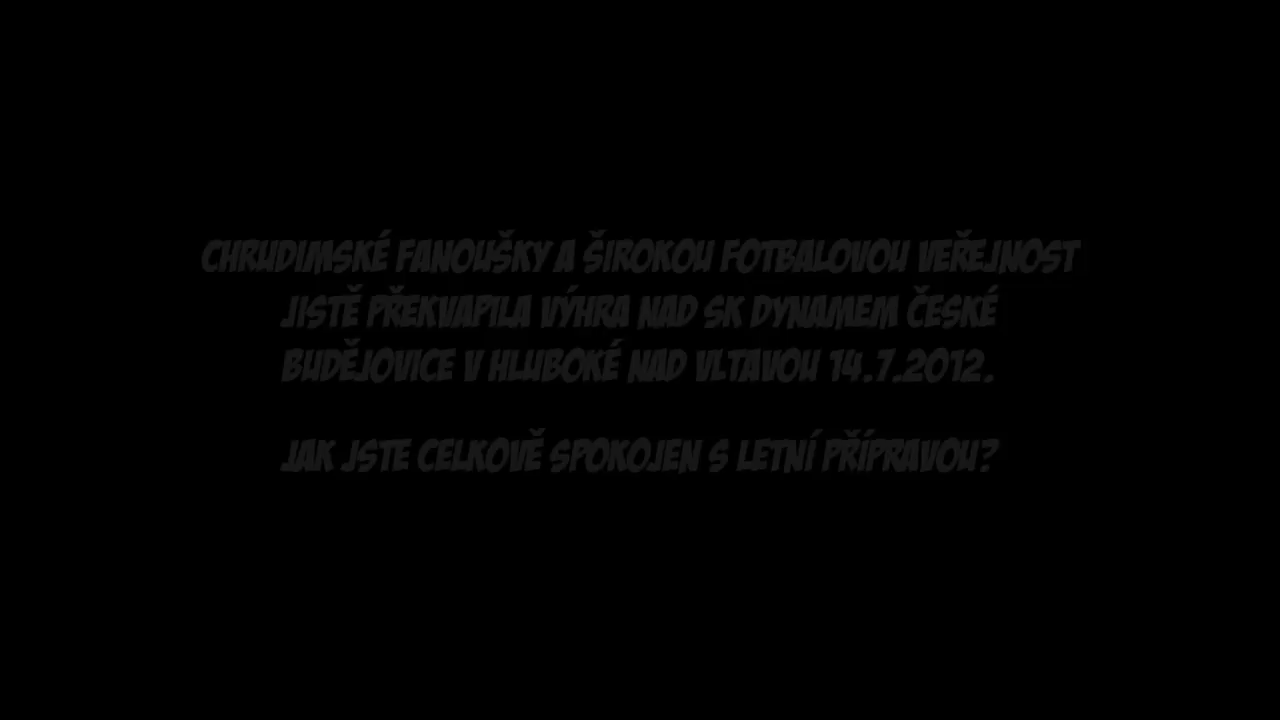 CHRUDIMSKÉ FANOUŠKY A ŠIROKOU FOTBALOVOU VEŘEJNOST
JISTĚ PŘEKVAPILA VÝHRA NAD SK DYNAMEM ČESKÉ
BUDĚJOVICE V HLUBOKÉ NAD VLTAVOU 14.7.2012.
JAK JSTE CELKOVĚ SPOKOJEN S LETNÍ PŘÍPRAVOU?